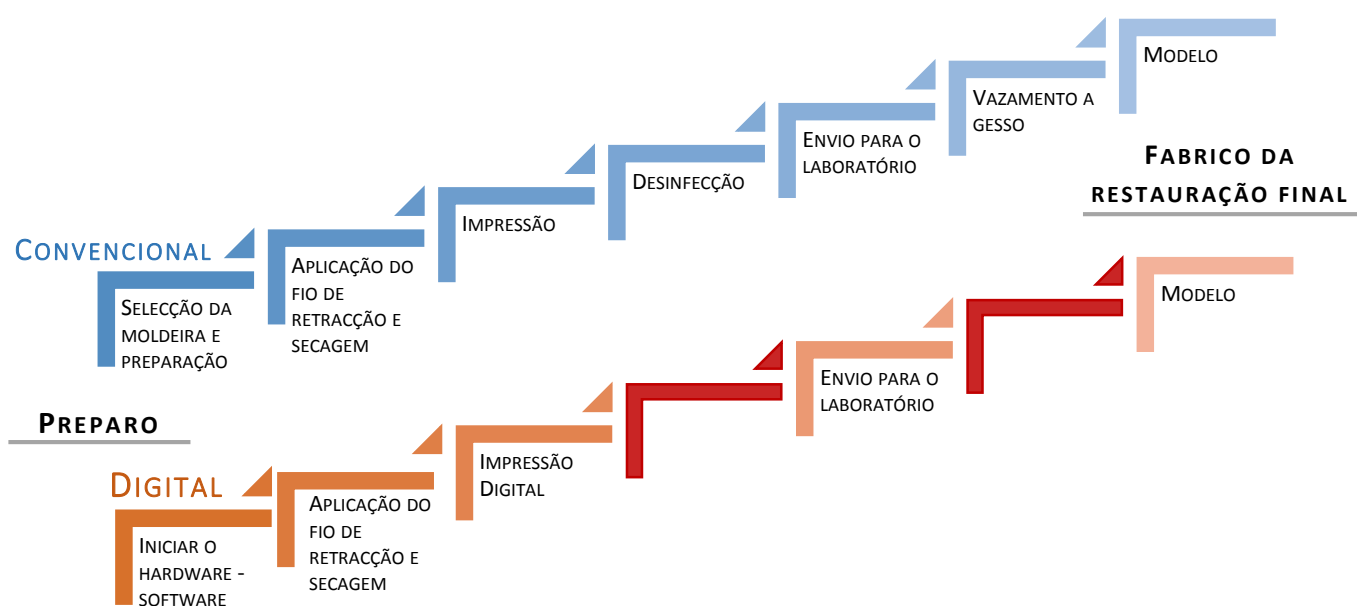 CONVENCIONAL
SELECÇÃO DA
MOLDEIRA E
PREPARAÇÃO
APLICAÇÃO DO
FIO DE
RETRACÇÃO E
SECAGEM
IMPRESSÃO
DESINFECÇÃO
ENVIO PARA O
LABORATÓRIO
VAZAMENTO A
GESSO
MODELO
FABRICO DA
RESTAURAÇÃO FINAL
PREPARO
DIGITAL
INICIAR O
HARDWARE -
SOFTWARE
APLICAÇÃO DO
FIO DE
RETRACÇÃO E
SECAGEM
IMPRESSÃO
DIGITAL
ENVIO PARA O
LABORATÓRIO
MODELO